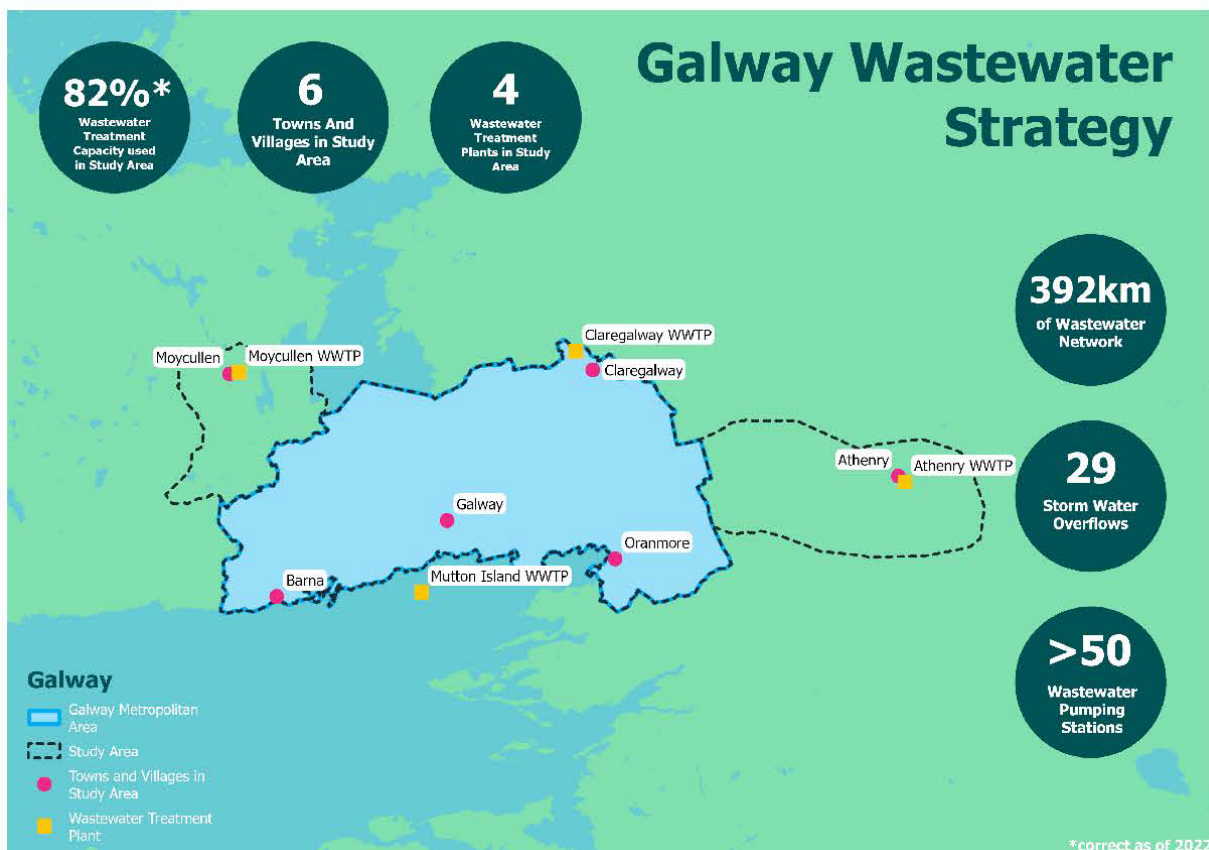 Galway Wastewater
Strategy
82%*
Wastewater
Treatment
Capacity used
in Study Area
6
Towns And
Villages in Study
Area
4
Wastewater
Treatment
Plants in Study
Area
392km
of Wastewater
Network
29
Storm Water
Overflows
>50
Wastewater
Pumping
Stations
Moycullen
Moycullen WWTP
Claregalway WWTP
Claregalway
Athenry
Athenry WWTP
Galway
Oranmore
Barna
Mutton Island WWTP
Galway
Galway Metropolitan
Area
Study Area
Towns and Villages in
Study Area
Wastewater Treatment
Plant
*correct as of 2022